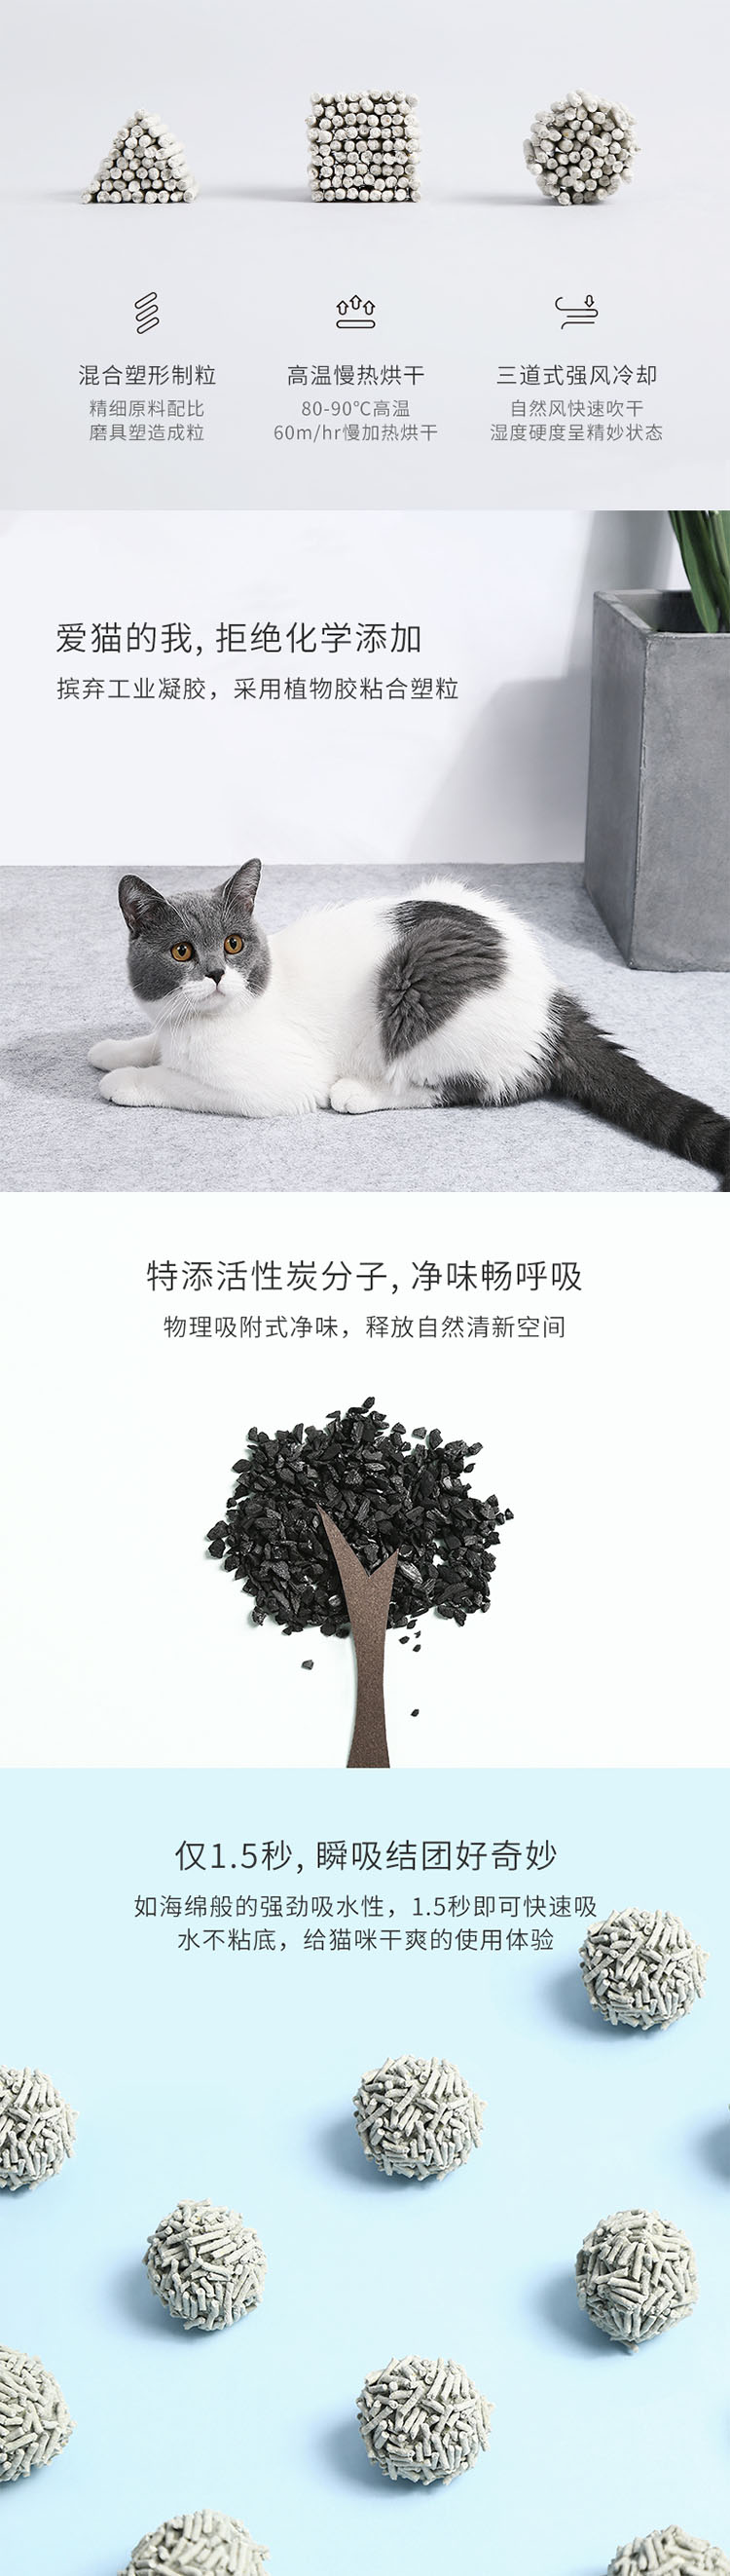 混合塑形制粒
精细原料配比
磨具塑造成粒
高温慢热烘干
80-90℃高温
60m/hr慢加热烘干
三道式强风冷却
自然风快速吹干
湿度硬度呈精妙状态
爱猫的我, 拒绝化学添加
摈弃工业凝胶，采用植物胶粘合塑粒
特添活性炭分子, 净味畅呼吸
物理吸附式净味，释放自然清新空间
仅1.5秒, 瞬吸结团好奇妙
如海绵般的强劲吸水性，1.5秒即可快速吸
水不粘底，给猫咪干爽的使用体验